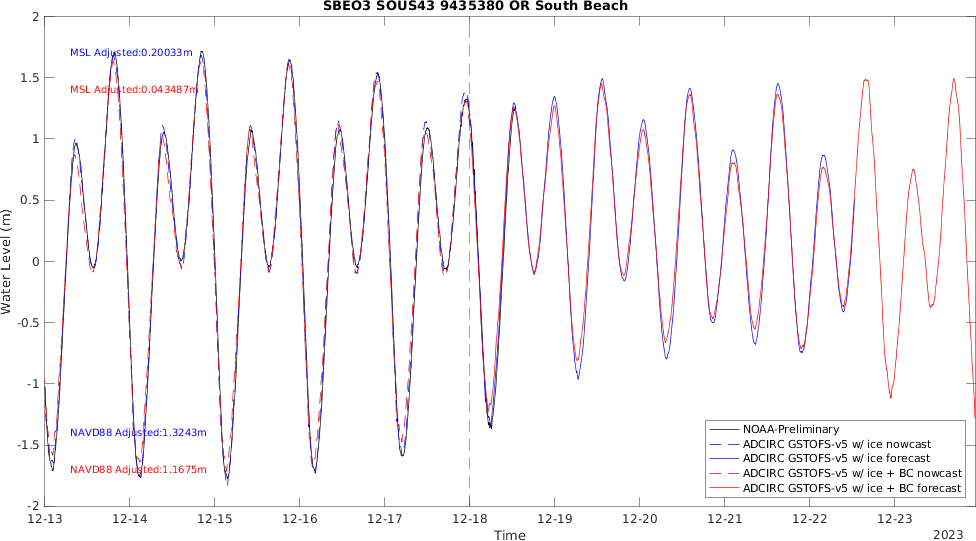 SBEO3 SOUS43 9435380 OR South Beach
2
1.5
1
0.5
0
-0.5
-1
-1.5
-2
Water Level (m)
MSL Adjusted:0.20033m
MSL Adjusted:0.043487m
NAVD88 Adjusted:1.3243m
NAVD88 Adjusted:1.1675m
NOAA-Preliminary
ADCIRC GSTOFS-v5 w/ ice nowcast
ADCIRC GSTOFS-v5 w/ ice forecast
ADCIRC GSTOFS-v5 w/ ice + BC nowcast
ADCIRC GSTOFS-v5 w/ ice + BC forecast
12-13 12-14 12-15 12-16 12-17 12-18 12-19 12-20 12-21 12-22 12-23
Time
2023